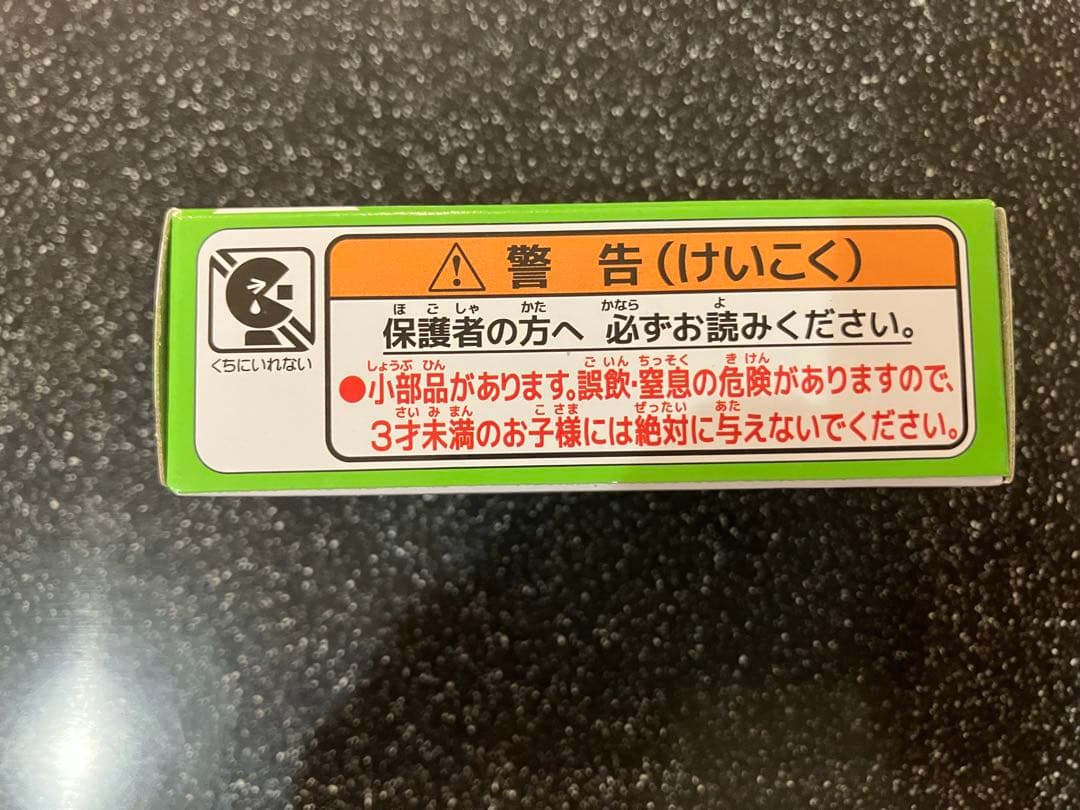 警 告(けいこく)
ほごしゃ かた かなら よ
保護者の方へ 必ずお読みください。
しょうぶひん ごいん ちっそく きけん
●小部品があります。誤飲・窒息の危険がありますので、
さいみまん こさま ぜったい あた
3才未満のお子様には絶対に与えないでください。
くちにいれない